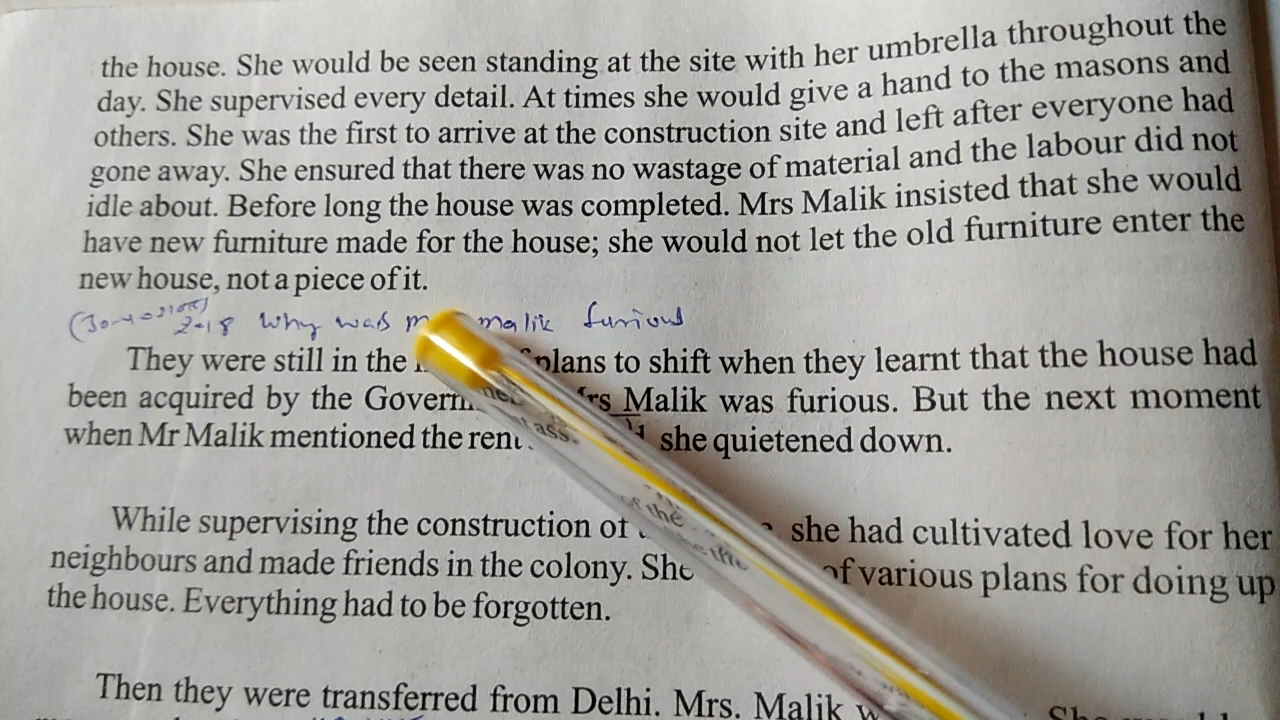 the house. She would be seen standing at the site with her umbrella throughout the
day. She supervised every detail. At times she would give a hand to the masons and
others. She was the first to arrive at the construction site and left after everyone had
gone away. She ensured that there was no wastage of material and the labour did not
idle about. Before long the house was completed. Mrs Malik insisted that she would
have new furniture made for the house; she would not let the old furniture enter the
new house, not a piece of it.
2018 Why was malik furious
They were still in the plans to shift when they learnt that the house had
been acquired by the Malik was furious. But the next moment
when Mr Malik mentioned the she quietened down.
While supervising the construction of she had cultivated love for her
neighbours and made friends in the colony. She of various plans for doing up
the house. Everything had to be forgotten.
Then they were transferred from Delhi. Mrs. Malik